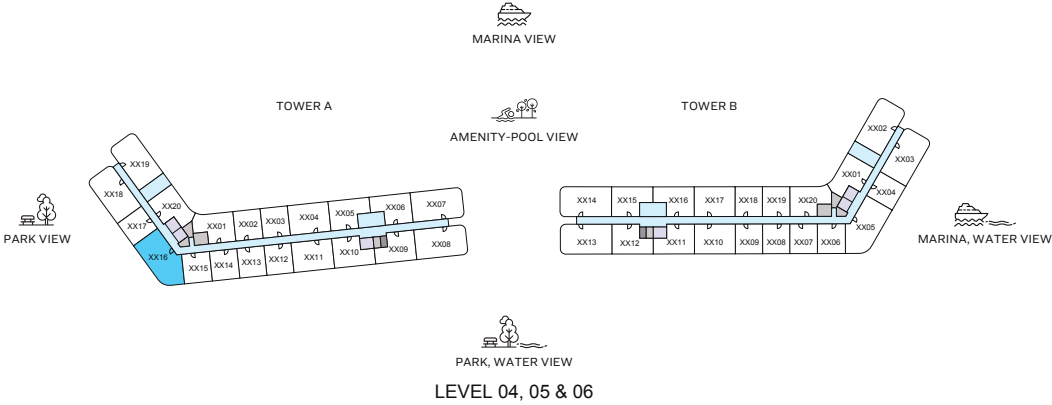 MARINA VIEW
TOWER A
TOWER B
AMENITY-POOL VIEW
PARK VIEW
MARINA, WATER VIEW
XX19
XX18
XX20
XX17
XX16
XX01
XX02
XX03
XX04
XX05
XX06
XX07
XX15
XX14
XX13
XX12
XX11
XX10
XX09
XX08
XX02
XX03
XX01
XX04
XX14
XX15
XX16
XX17
XX18
XX19
XX20
XX05
XX13
XX12
XX11
XX10
XX09
XX08
XX07
XX06
PARK, WATER VIEW
LEVEL 04, 05 & 06